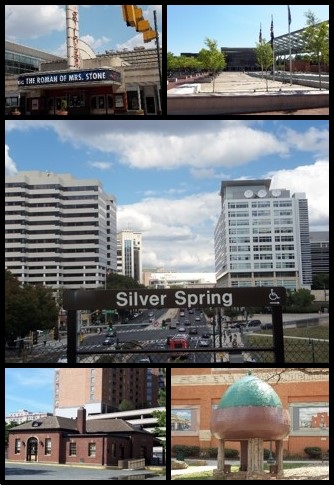 THE ROMAN OF MRS. STONE
Silver Spring